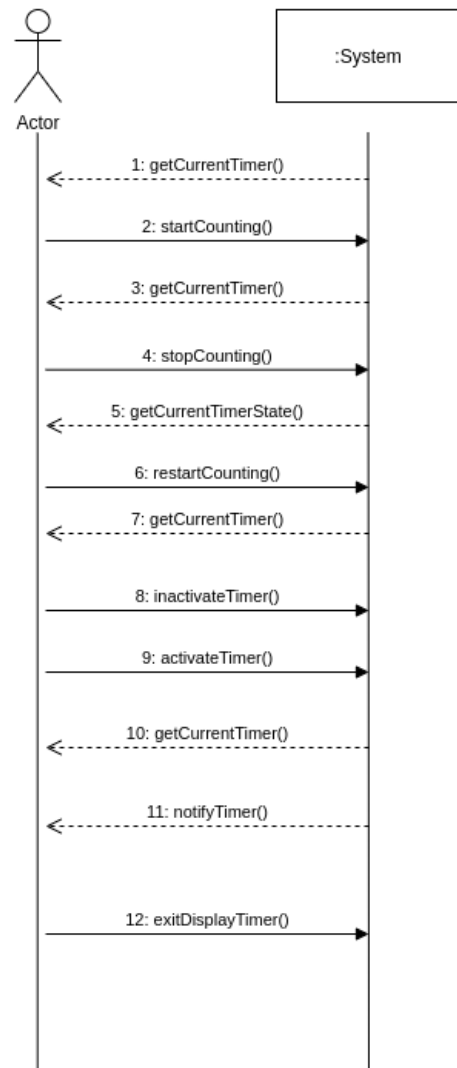 :System
Actor
1: getCurrentTimer()
2: startCounting()
3: getCurrentTimer()
4: stopCounting()
5: getCurrentTimerState()
6: restartCounting()
7: getCurrentTimer()
8: inactivateTimer()
9: activateTimer()
10: getCurrentTimer()
11: notifyTimer()
12: exitDisplayTimer()